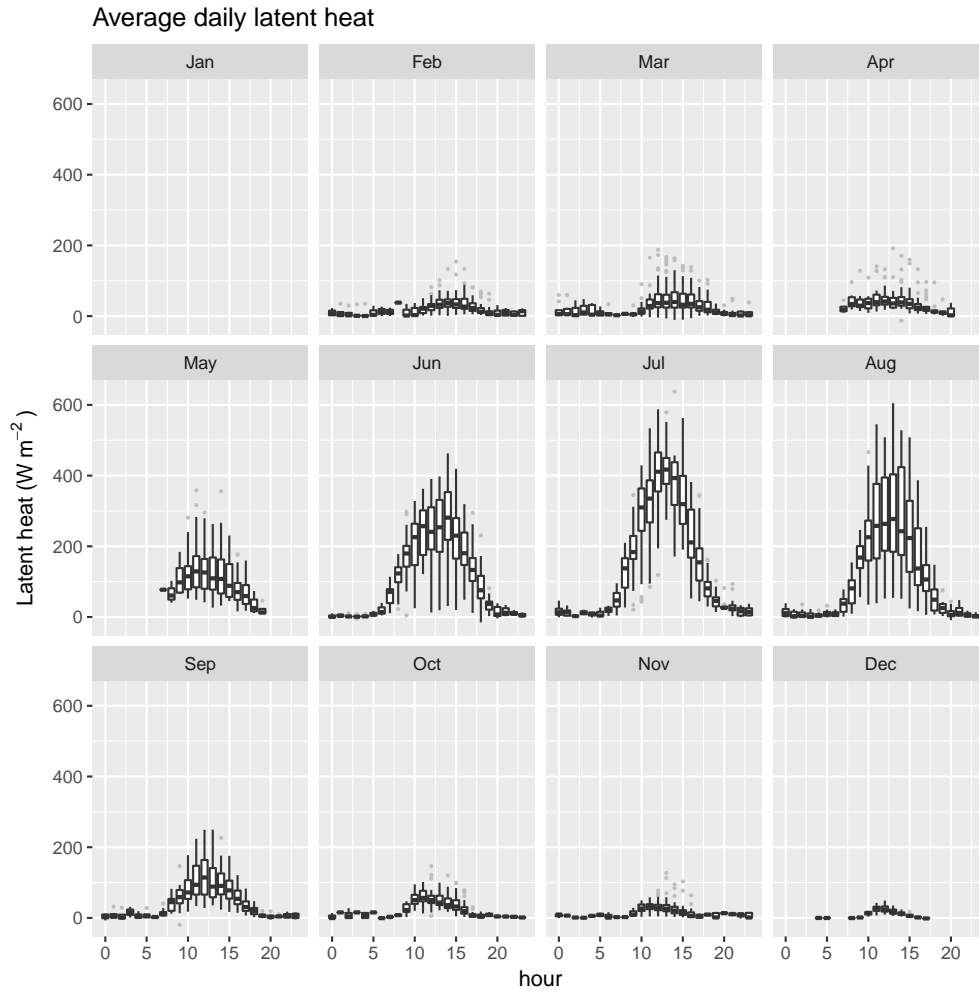 Average daily latent heat
Jan Feb Mar Apr
600
400
200
0
May Jun Jul Aug
600
400
200
0
Sep Oct Nov Dec
600
400
200
0
0 5 10 15 20 0 5 10 15 20 0 5 10 15 20 0 5 10 15 20
hour
Latent heat (W m⁻² )